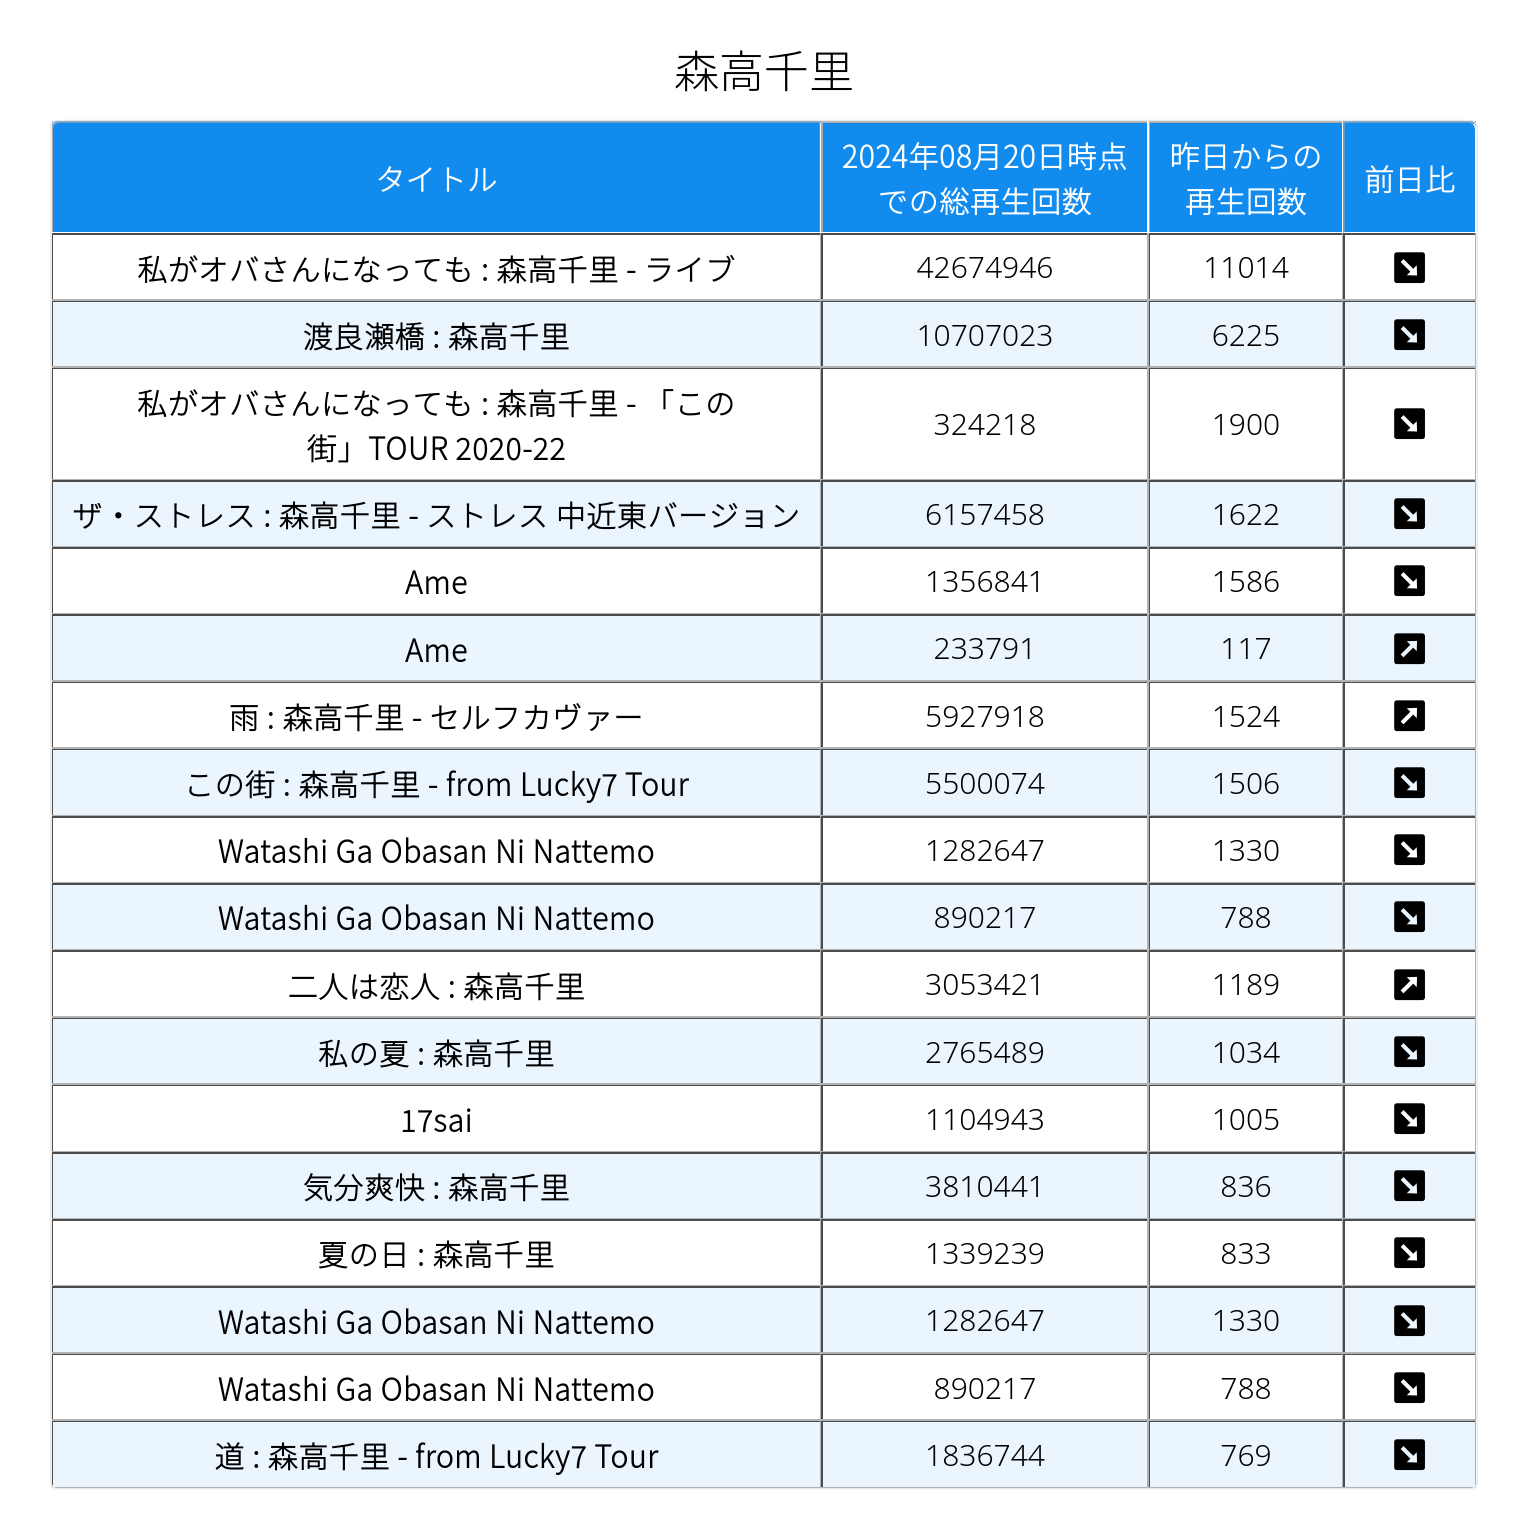 森高千里
タイトル
2024年08月20日時点
での総再生回数
昨日からの
再生回数
前日比
私がオバさんになっても : 森高千里 - ライブ 42674946 11014
渡良瀬橋 : 森高千里 10707023 6225
私がオバさんになっても : 森高千里 - 「この
街」TOUR 2020-22 324218 1900
ザ・ストレス : 森高千里 - ストレス 中近東バージョン 6157458 1622
Ame 1356841 1586
Ame 233791 117
雨 : 森高千里 - セルフカヴァー 5927918 1524
この街 : 森高千里 - from Lucky7 Tour 5500074 1506
Watashi Ga Obasan Ni Nattemo 1282647 1330
Watashi Ga Obasan Ni Nattemo 890217 788
二人は恋人 : 森高千里 3053421 1189
私の夏 : 森高千里 2765489 1034
17sai 1104943 1005
気分爽快 : 森高千里 3810441 836
夏の日 : 森高千里 1339239 833
Watashi Ga Obasan Ni Nattemo 1282647 1330
Watashi Ga Obasan Ni Nattemo 890217 788
道 : 森高千里 - from Lucky7 Tour 1836744 769